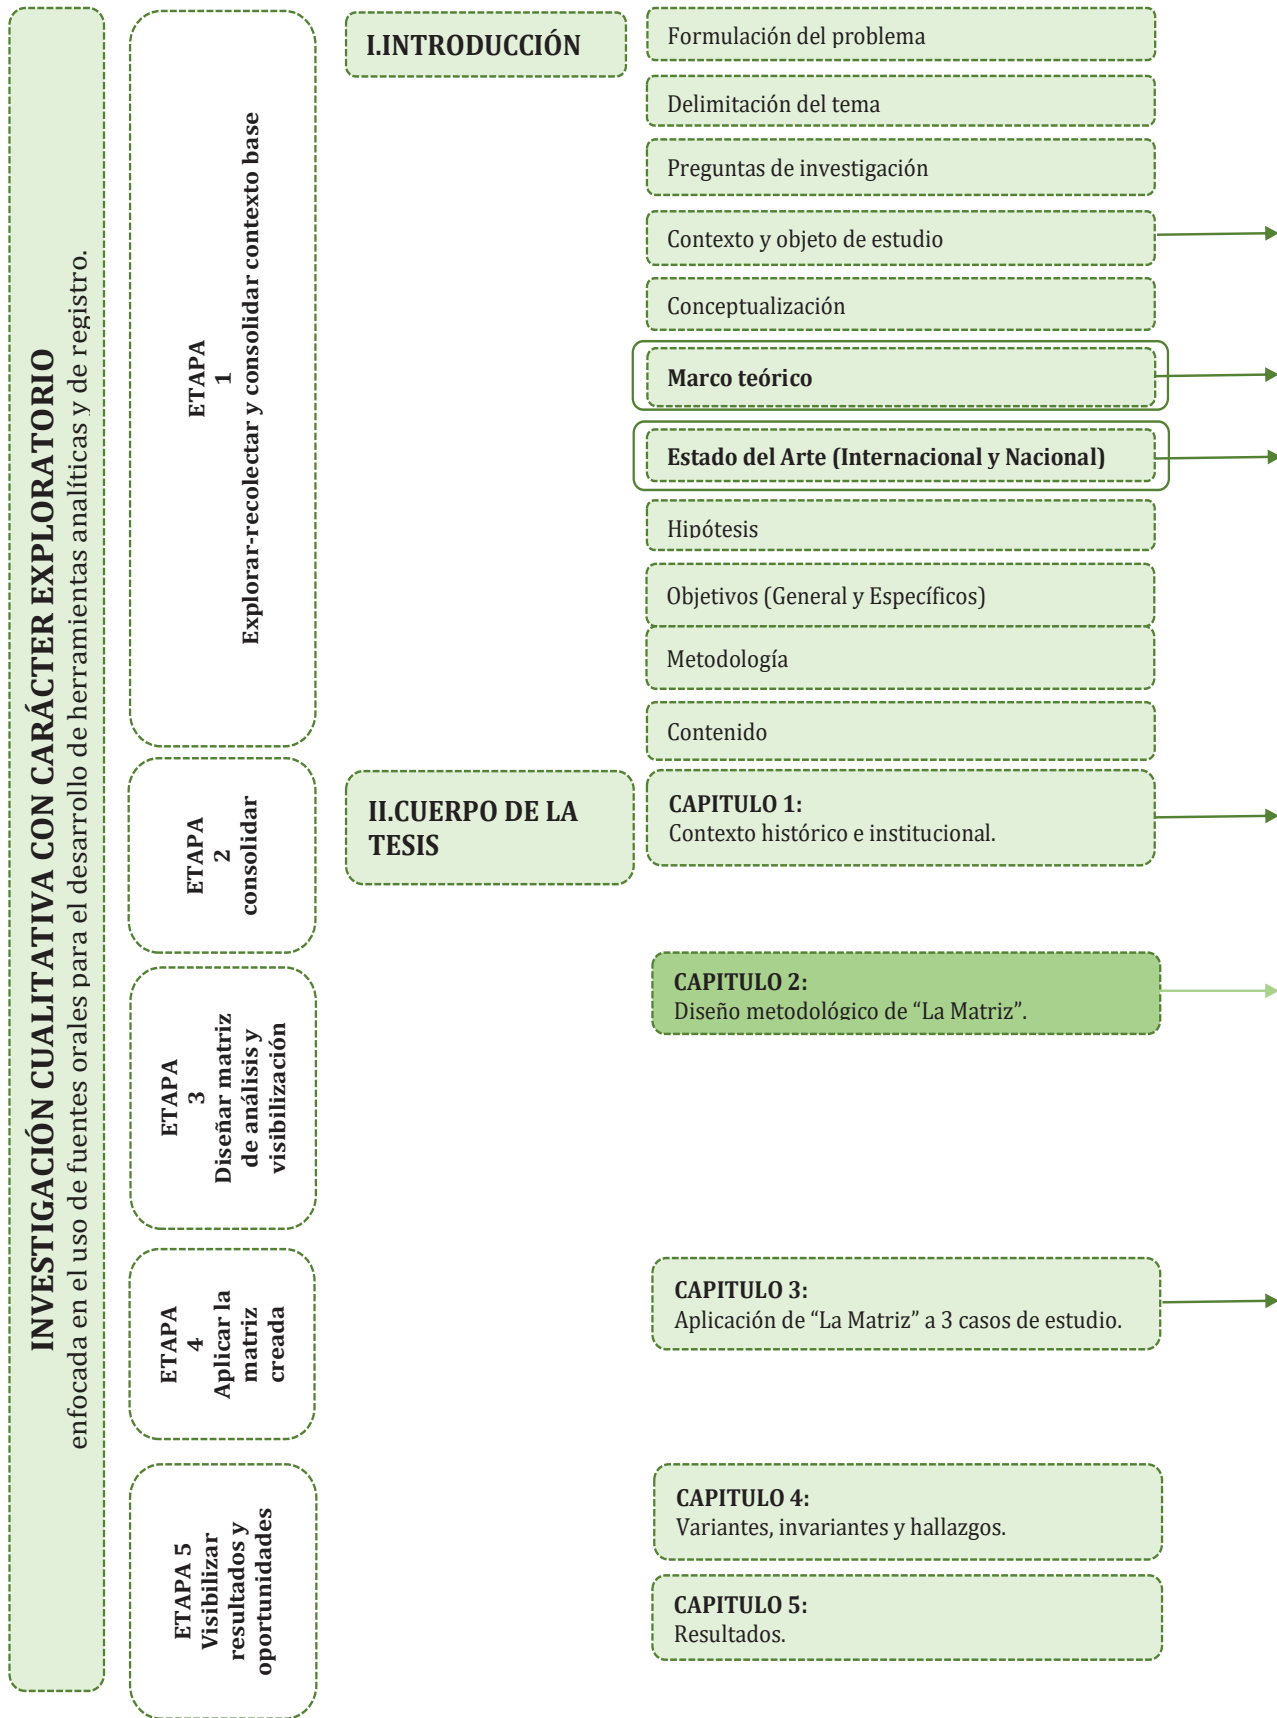 INVESTIGACIÓN CUALITATIVA CON CARÁCTER EXPLORATORIO
enfocada en el uso de fuentes orales para el desarrollo de herramientas analíticas y de registro.
ETAPA
1
Explorar-recolectar y consolidar contexto base
I.INTRODUCCIÓN
Formulación del problema
Delimitación del tema
Preguntas de investigación
Contexto y objeto de estudio
Conceptualización
Marco teórico
Estado del Arte (Internacional y Nacional)
Hipótesis
Objetivos (General y Específicos)
Metodología
Contenido
ETAPA
2
consolidar
II.CUERPO DE LA
TESIS
CAPITULO 1:
Contexto histórico e institucional.
ETAPA
3
Diseñar matriz
de análisis y
visibilización
CAPITULO 2:
Diseño metodológico de “La Matriz”.
ETAPA
4
Aplicar la
matriz
creada
CAPITULO 3:
Aplicación de “La Matriz” a 3 casos de estudio.
ETAPA 5
Visibilizar
resultados y
oportunidades
CAPITULO 4:
Variantes, invariantes y hallazgos.
CAPITULO 5:
Resultados.